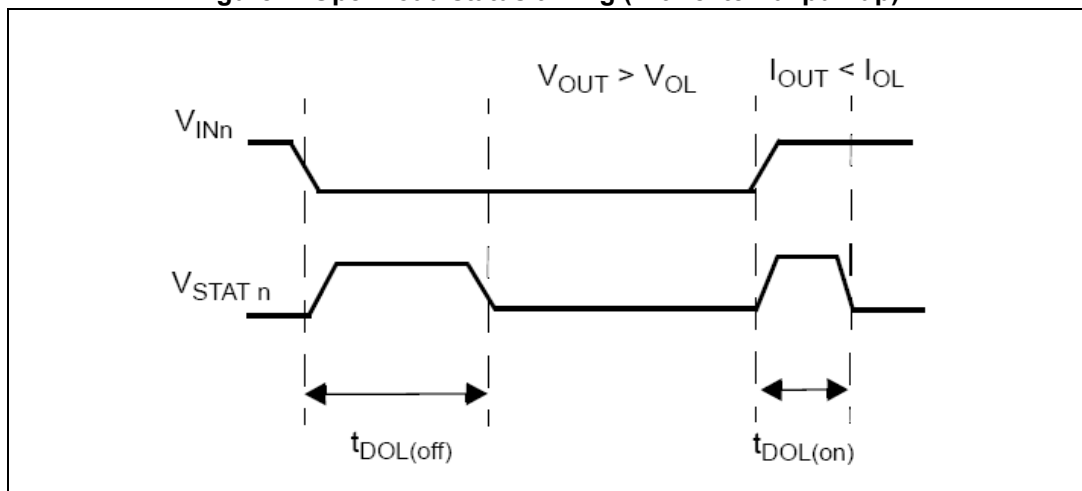 V_OUT > V_OL
I_OUT < I_OL
V_INn
V_STAT n
t_DOL(off)
t_DOL(on)